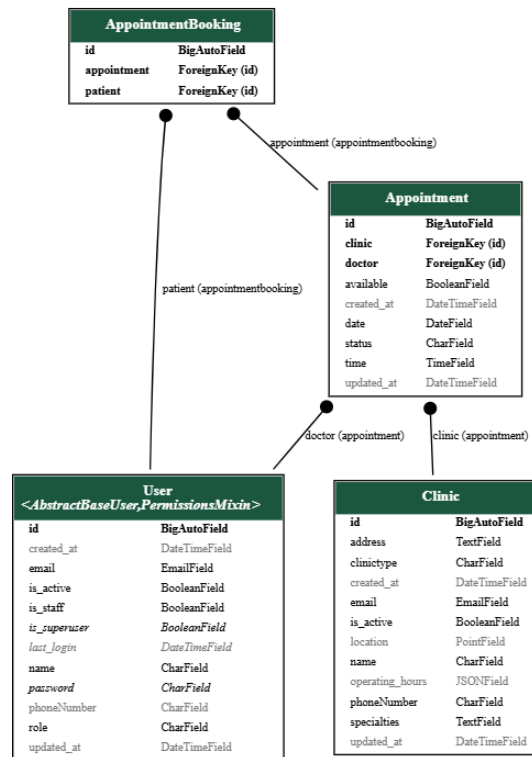 AppointmentBooking
id BigAutoField
appointment ForeignKey (id)
patient ForeignKey (id)
appointment (appointmentbooking)
Appointment
id BigAutoField
clinic ForeignKey (id)
doctor ForeignKey (id)
available BooleanField
created_at DateTimeField
date DateField
status CharField
time TimeField
updated_at DateTimeField
patient (appointmentbooking)
doctor (appointment)
clinic (appointment)
User
<AbstractBaseUser,PermissionsMixin>
id BigAutoField
created_at DateTimeField
email EmailField
is_active BooleanField
is_staff BooleanField
is_superuser BooleanField
last_login DateTimeField
name CharField
password CharField
phoneNumber CharField
role CharField
updated_at DateTimeField
Clinic
id BigAutoField
address TextField
clinictype CharField
created_at DateTimeField
email EmailField
is_active BooleanField
location PointField
name CharField
operating_hours JSONField
phoneNumber CharField
specialties TextField
updated_at DateTimeField